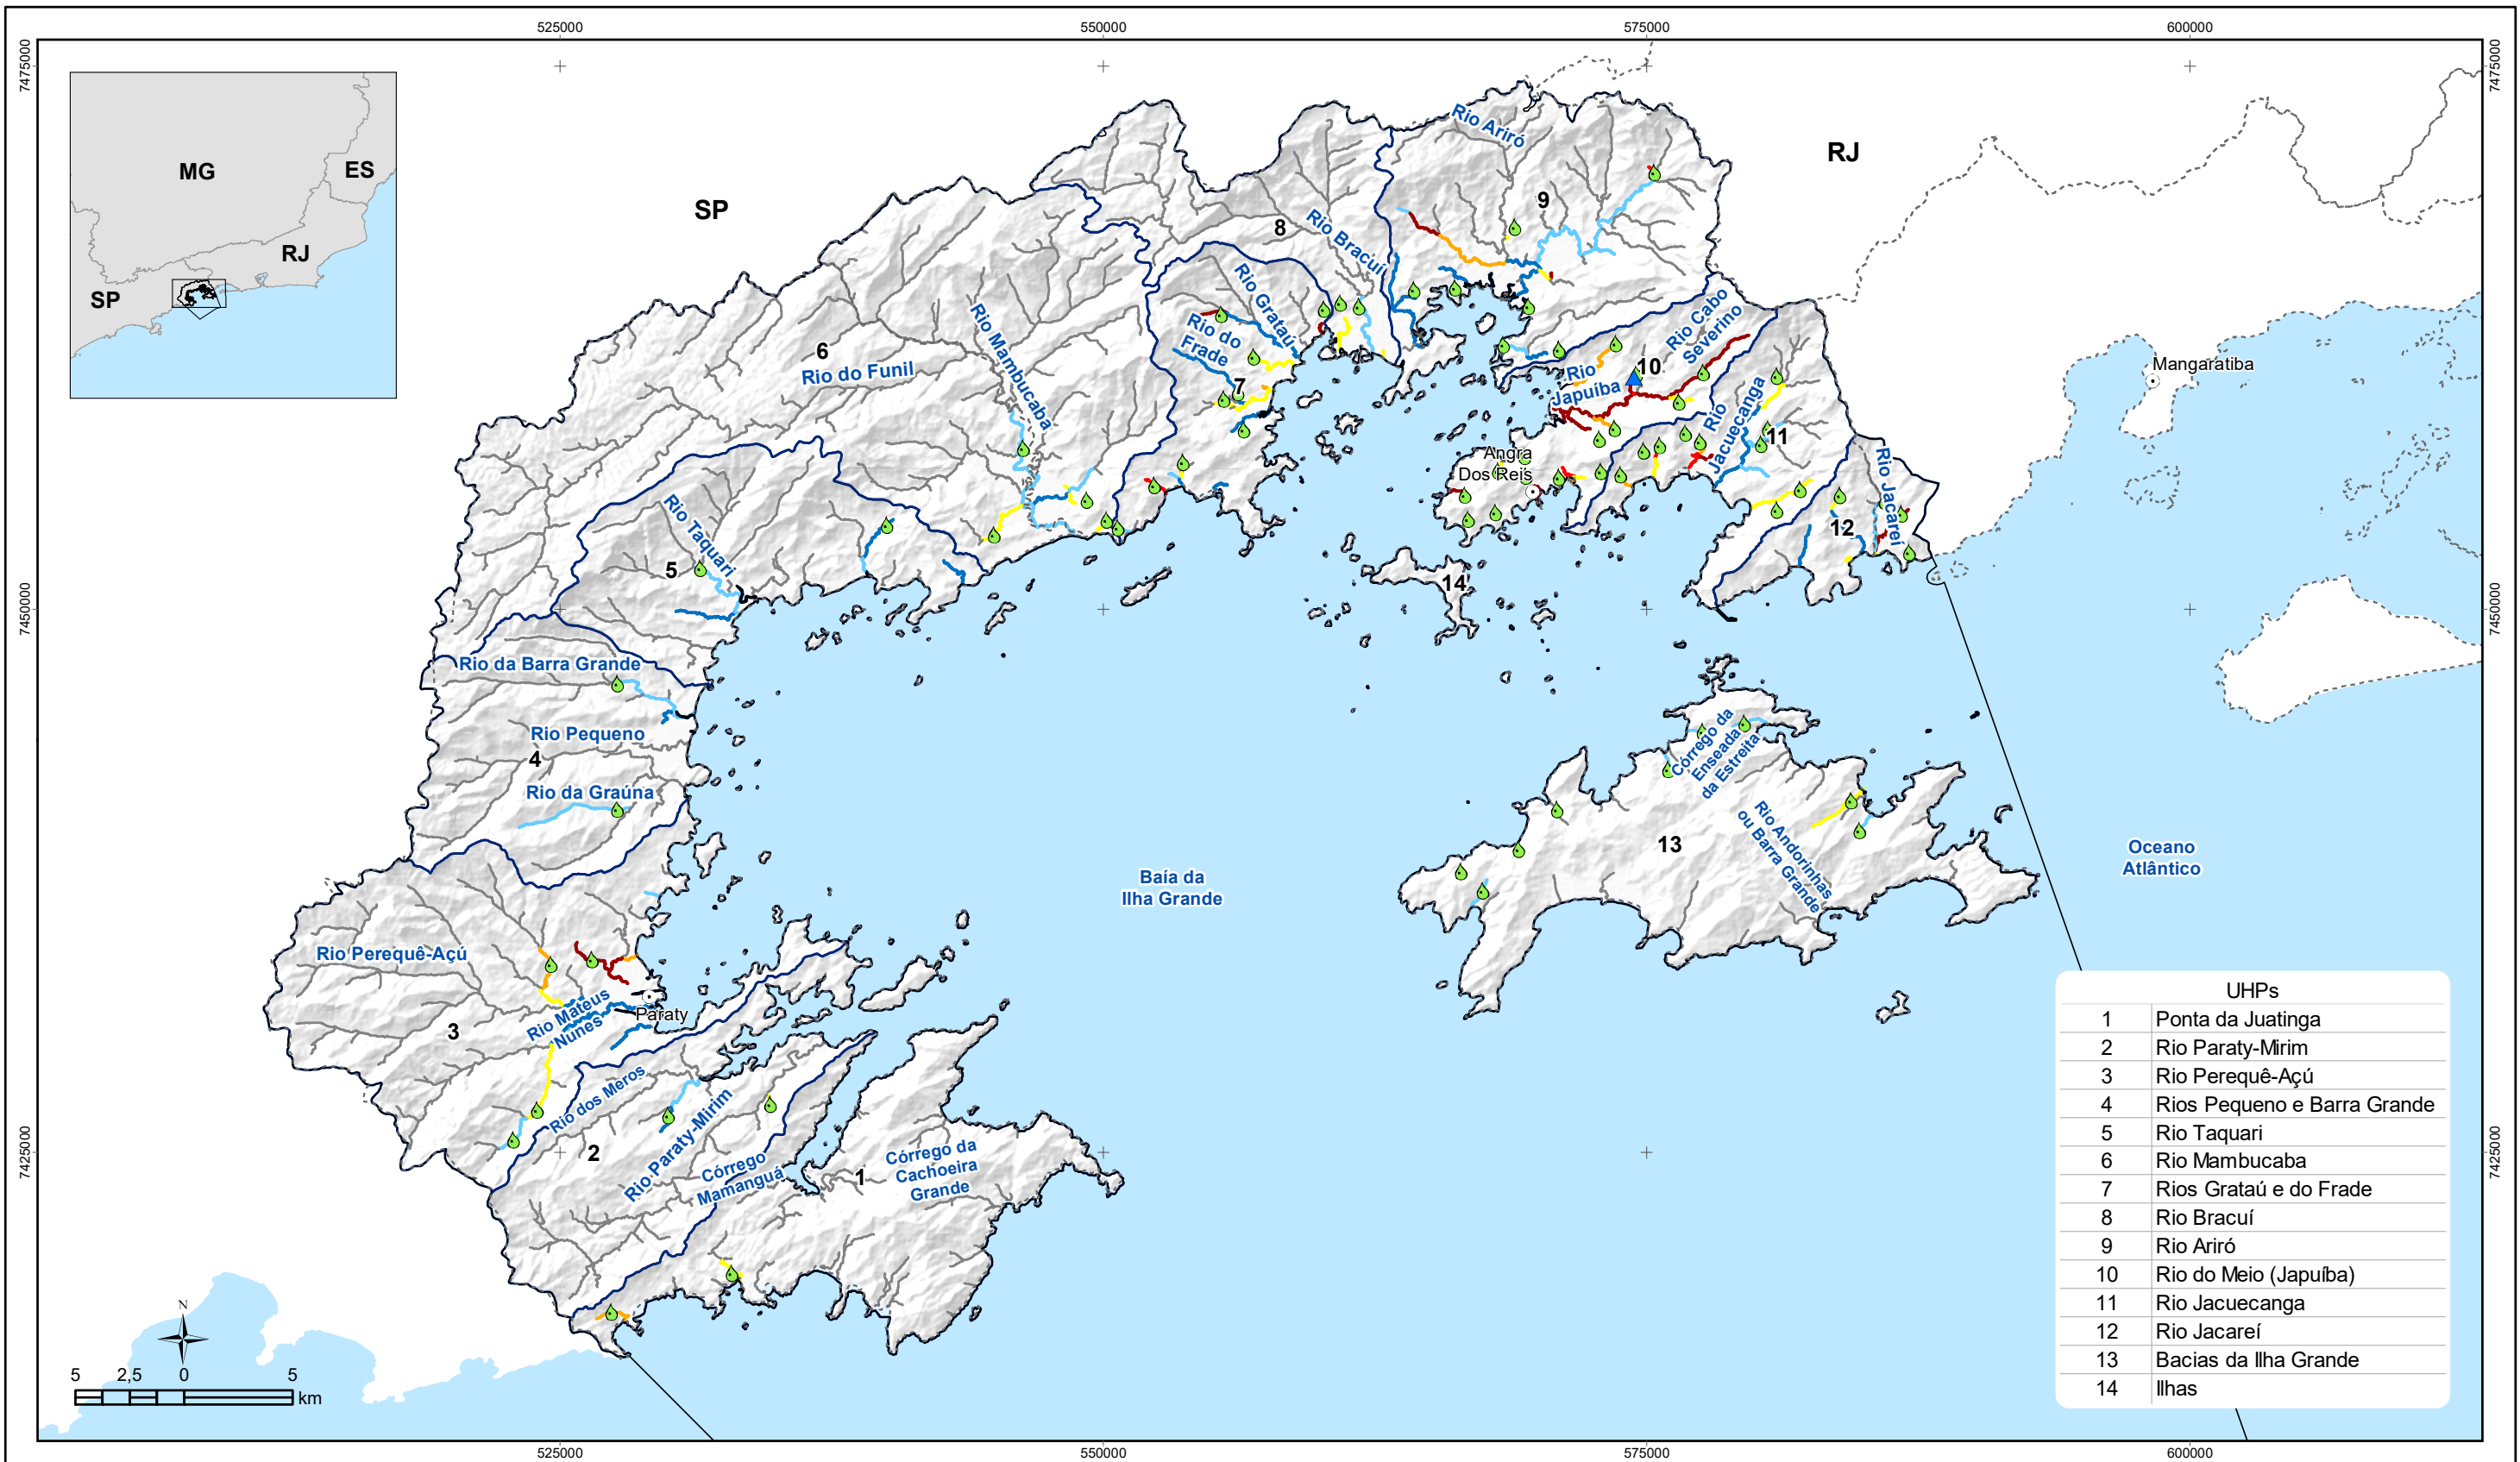 525000
550000
575000
600000
7475000
7475000
MG
ES
RJ
SP
SP
RJ
Rio Ariró
9
8
Rio Bracuí
Rio Grataú
Rio do
Frade
7
Rio Mambucaba
6
Rio do Funil
Rio Cabo
Severino
10
Rio
Japuíba
Rio
Jacuecanga
11
Mangaratiba
Angra
Dos Reis
Rio Jacareí
12
Rio Taquari
5
14
7450000
7450000
Rio da Barra Grande
Rio Pequeno
4
Rio da Graúna
Córrego da
Enseada
da Estreita
13
Rio Andorinhas
ou Barra Grande
Baía da
Ilha Grande
Oceano
Atlântico
Rio Perequê-Açú
3
Rio Mateus
Nunes
Paraty
Rio dos Meros
2
Rio Paraty-Mirim
Córrego
Mamanguá
1
Córrego da
Cachoeira
Grande
7425000
7425000
UHPs
1 Ponta da Juatinga
2 Rio Paraty-Mirim
3 Rio Perequê-Açú
4 Rios Pequeno e Barra Grande
5 Rio Taquari
6 Rio Mambucaba
7 Rios Grataú e do Frade
8 Rio Bracuí
9 Rio Ariró
10 Rio do Meio (Japuíba)
11 Rio Jacuecanga
12 Rio Jacareí
13 Bacias da Ilha Grande
14 Ilhas
N
5 2,5 0 5
km
525000
550000
575000
600000